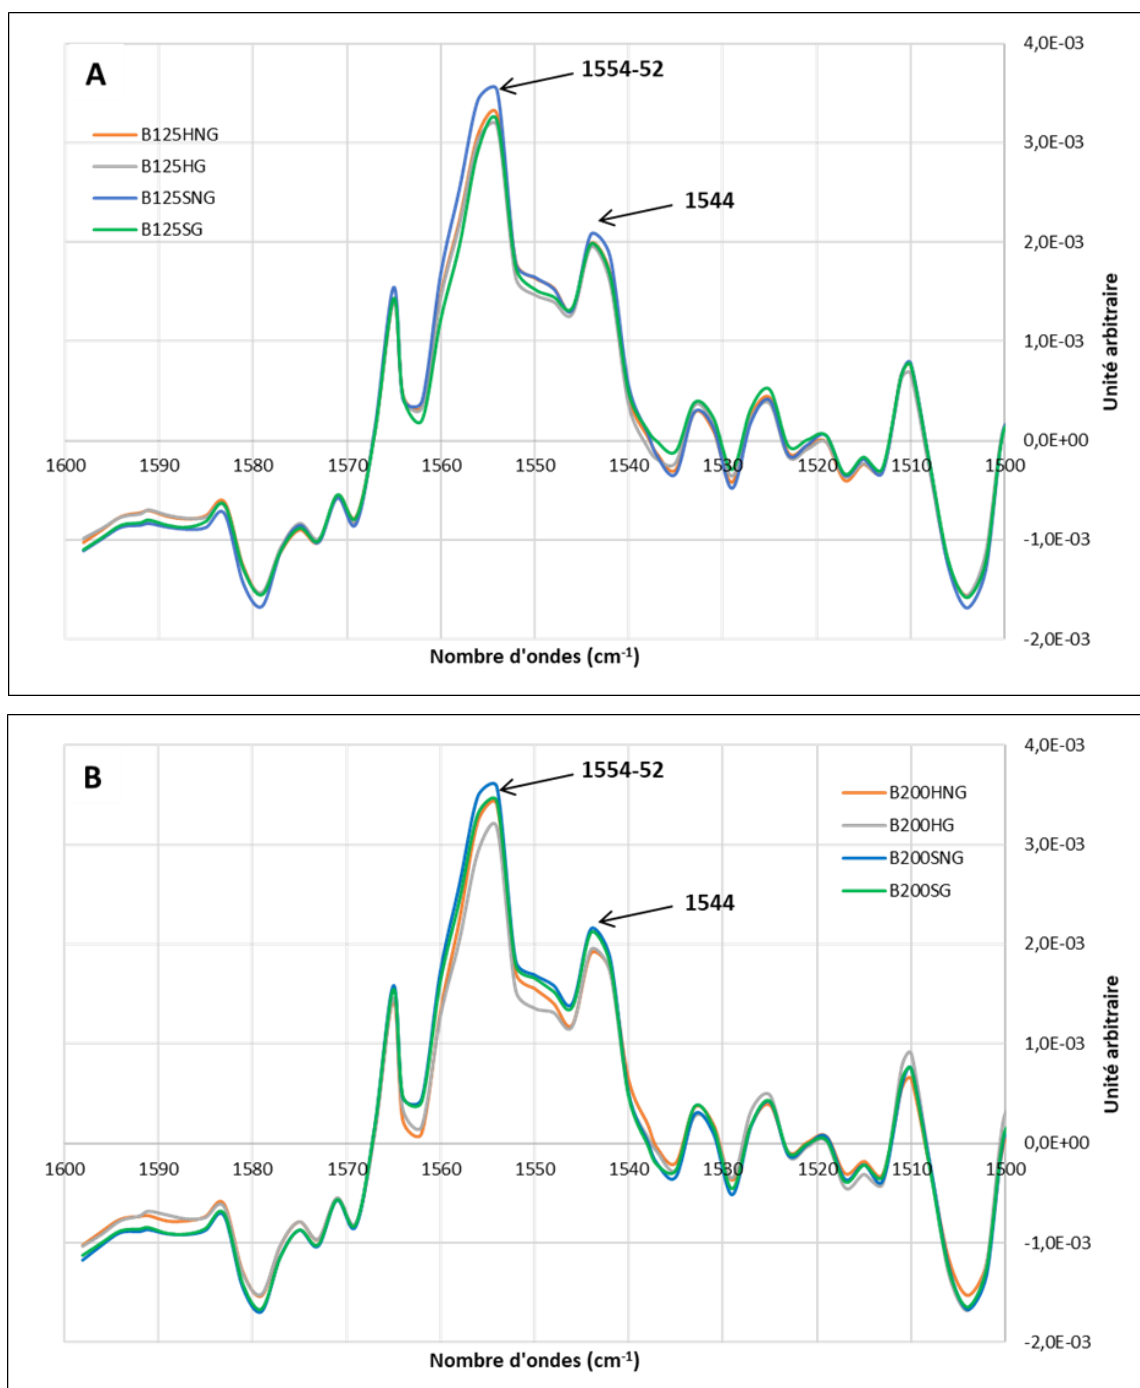 A
1554-52
4,0E-03
B125HNG
B125HG
B125SNG
B125SG
3,0E-03
1544
2,0E-03
1,0E-03
Unité arbitraire
0,0E+00
1600 1590 1580 1570 1560 1550 1540 1530 1520 1510 1500
-1,0E-03
-2,0E-03
Nombre d'ondes (cm⁻¹)
B
1554-52
4,0E-03
B200HNG
B200HG
B200SNG
B200SG
3,0E-03
1544
2,0E-03
1,0E-03
Unité arbitraire
0,0E+00
1600 1590 1580 1570 1560 1550 1540 1530 1520 1510 1500
-1,0E-03
-2,0E-03
Nombre d'ondes (cm⁻¹)